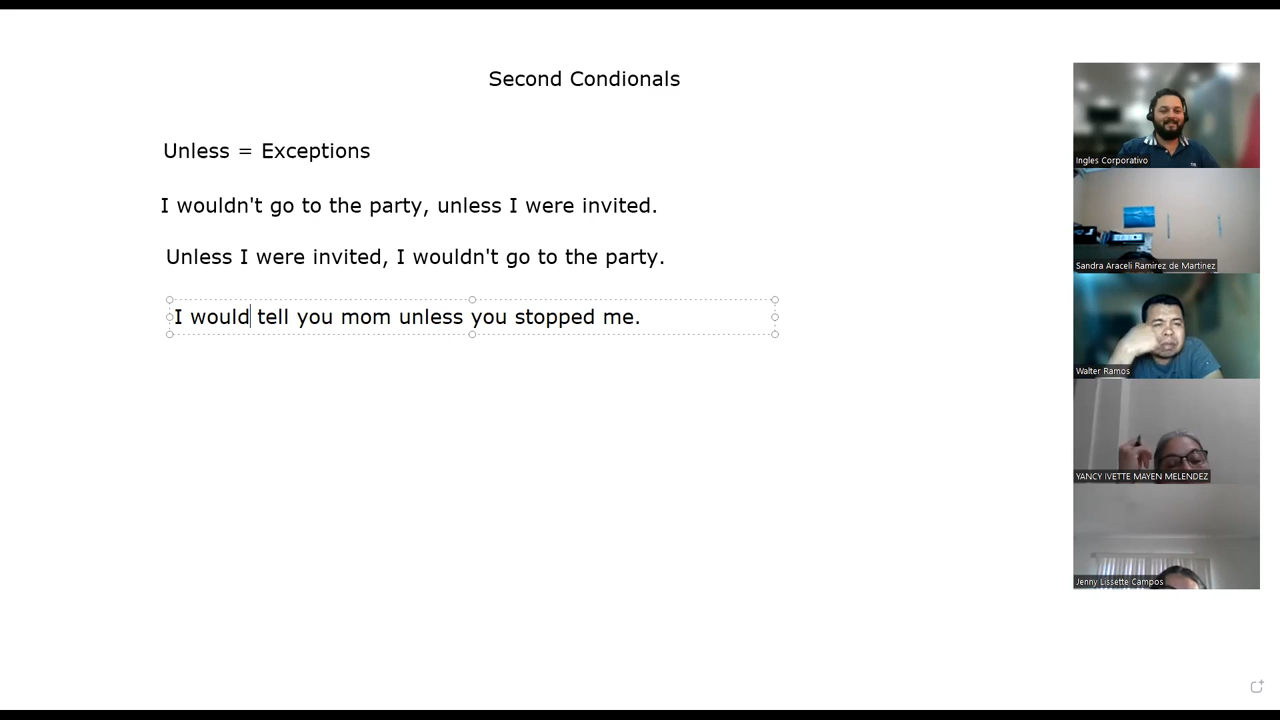 Second Condionals
Unless = Exceptions
I wouldn't go to the party, unless I were invited.
Unless I were invited, I wouldn't go to the party.
I would tell you mom unless you stopped me.
Ingles Corporativo
Sandra Araceli Ramirez de Martinez
Walter Ramos
YANCY IVETTE MAYEN MELENDEZ
Jenny Lissette Campos